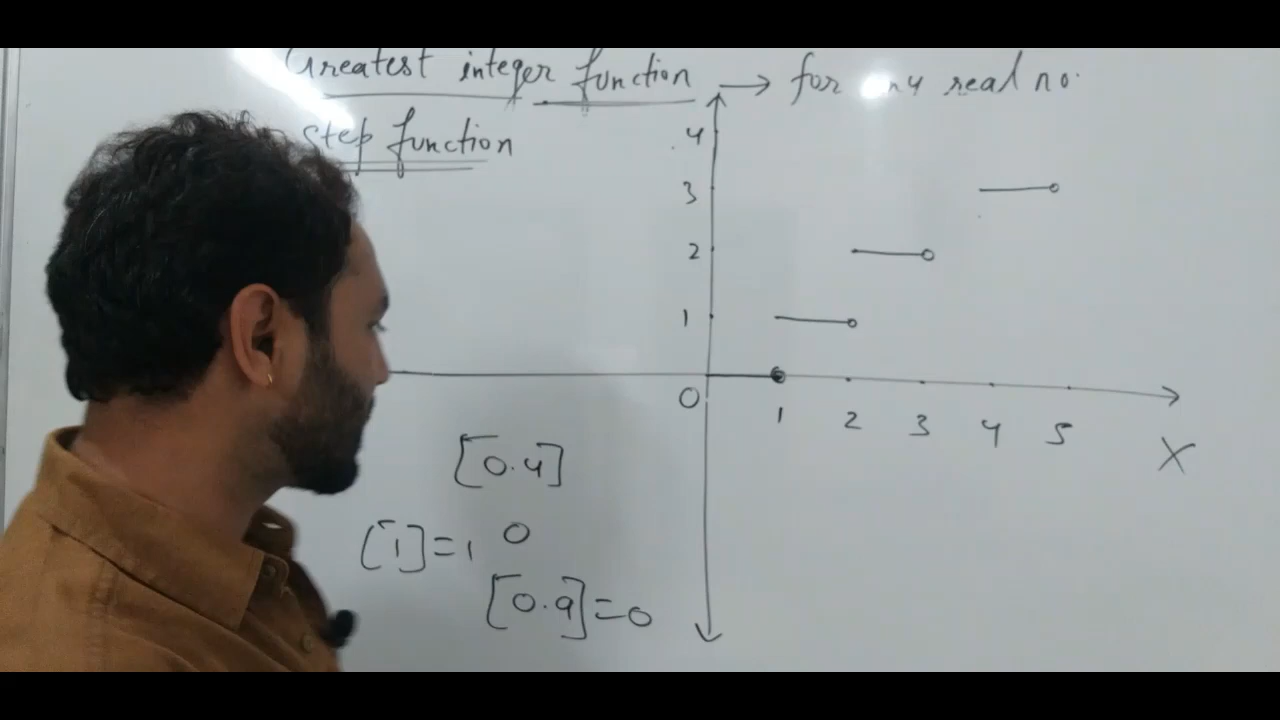 Greatest integer function → for any real no.
step function
4
3
2
1
0
1 2 3 4 5
X
[0.4]
[1]=1 0
[0.9]=0